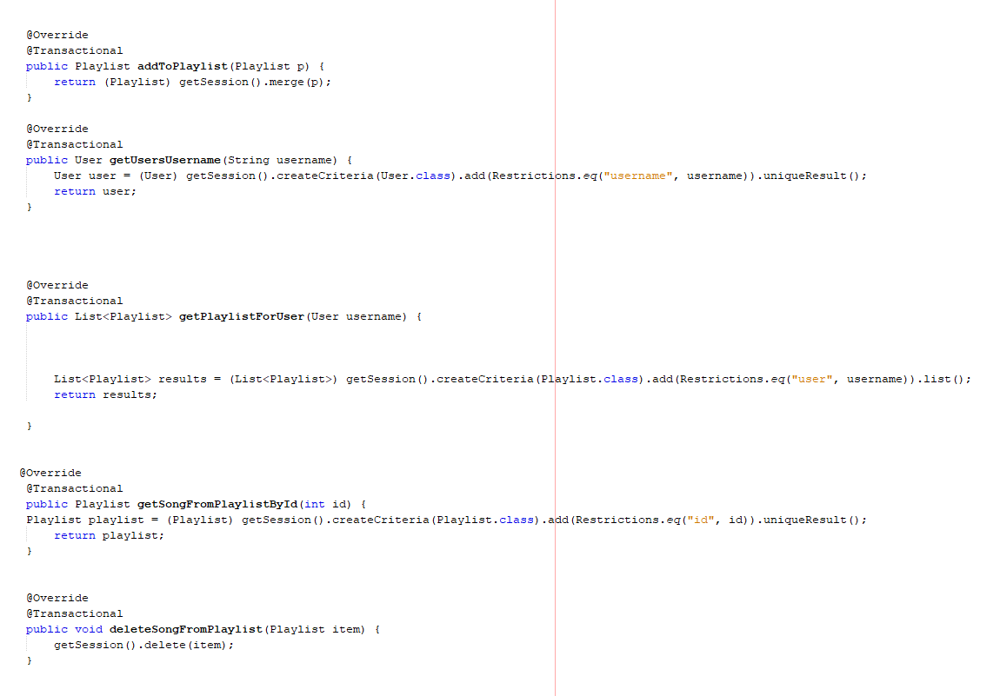 @Override
@Transactional
public Playlist addToPlaylist(Playlist p) {
return (Playlist) getSession().merge(p);
}
@Override
@Transactional
public User getUsersUsername(String username) {
User user = (User) getSession().createCriteria(User.class).add(Restrictions.eq("username", username)).uniqueResult();
return user;
}
@Override
@Transactional
public List<Playlist> getPlaylistForUser(User username) {
List<Playlist> results = (List<Playlist>) getSession().createCriteria(Playlist.class).add(Restrictions.eq("user", username)).list();
return results;
}
@Override
@Transactional
public Playlist getSongFromPlaylistById(int id) {
Playlist playlist = (Playlist) getSession().createCriteria(Playlist.class).add(Restrictions.eq("id", id)).uniqueResult();
return playlist;
}
@Override
@Transactional
public void deleteSongFromPlaylist(Playlist item) {
getSession().delete(item);
}